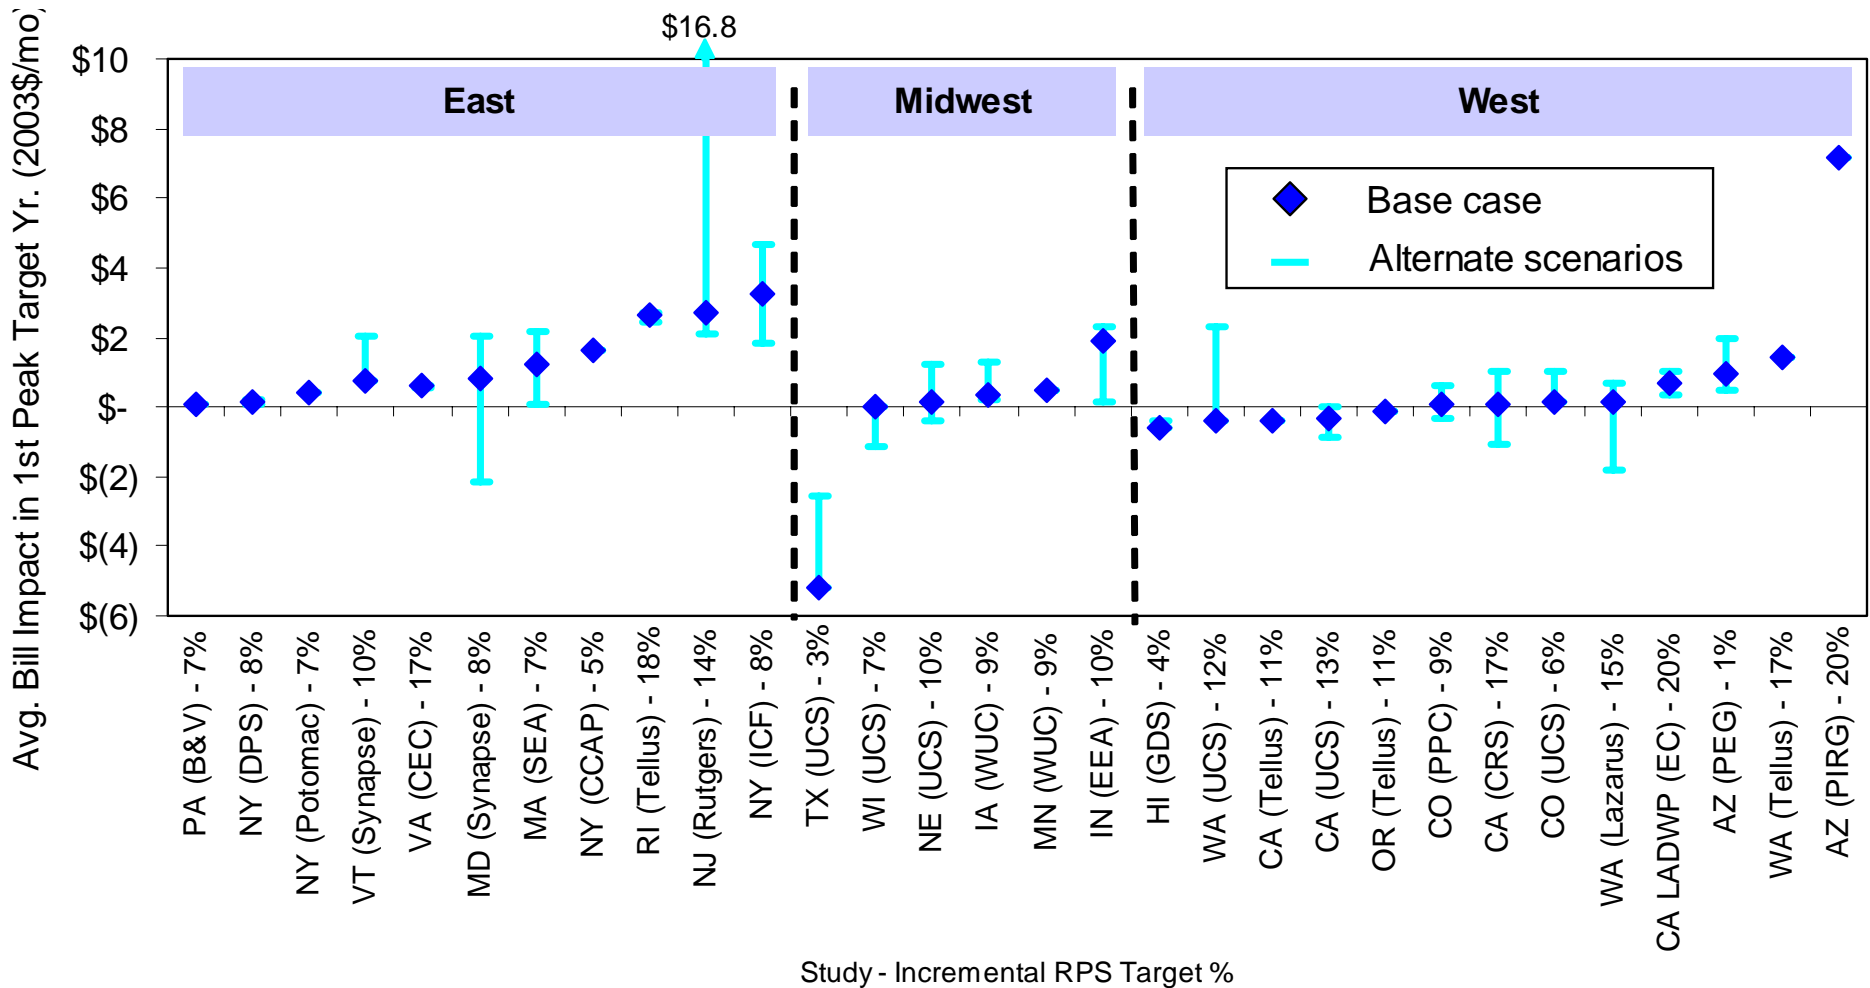 $16.8
Avg. Bill Impact in 1st Peak Target Yr. (2003$/mo)
$10
$8
$6
$4
$2
$-
$(2)
$(4)
$(6)
East
Midwest
West
Base case
Alternate scenarios
PA (B&V) - 7%
NY (DPS) - 8%
NY (Potomac) - 7%
VT (Synapse) - 10%
VA (CEC) - 17%
MD (Synapse) - 8%
MA (SEA) - 7%
NY (CCAP) - 5%
RI (Tellus) - 18%
NJ (Rutgers) - 14%
NY (ICF) - 8%
TX (UCS) - 3%
WI (UCS) - 7%
NE (UCS) - 10%
IA (WUC) - 9%
MN (WUC) - 9%
IN (EEA) - 10%
HI (GDS) - 4%
WA (UCS) - 12%
CA (Tellus) - 11%
CA (UCS) - 13%
OR (Tellus) - 11%
CO (PPC) - 9%
CA (CRS) - 17%
CO (UCS) - 6%
WA (Lazarus) - 15%
CA LADWP (EC) - 20%
AZ (PEG) - 1%
WA (Tellus) - 17%
AZ (PIRG) - 20%
Study - Incremental RPS Target %